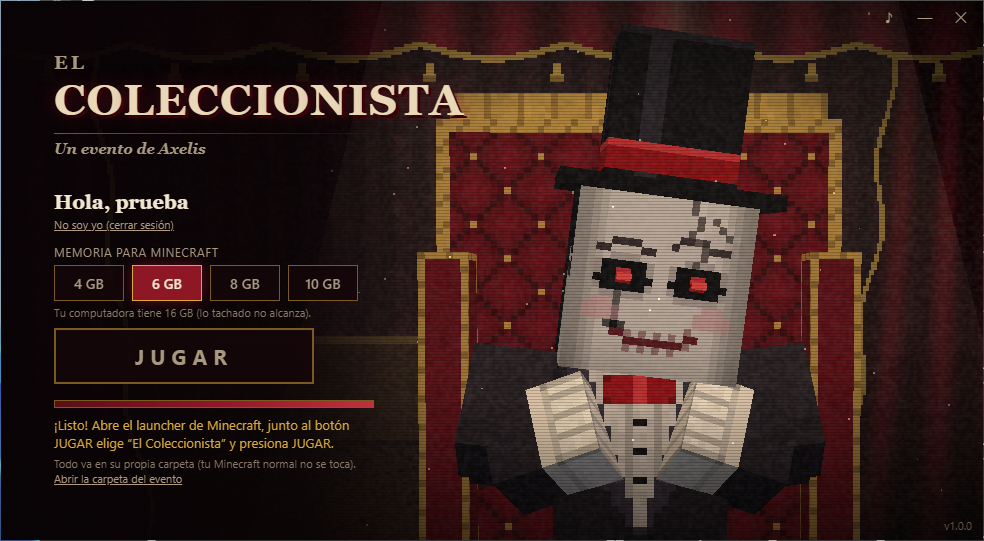 EL
COLECCIONISTA
Un evento de Axelis
Hola, prueba
No soy yo (cerrar sesión)
MEMORIA PARA MINECRAFT
4 GB
6 GB
8 GB
10 GB
Tu computadora tiene 16 GB (lo tachado no alcanza).
JUGAR
¡Listo! Abre el launcher de Minecraft, junto al botón
JUGAR elige “El Coleccionista” y presiona JUGAR.
Todo va en su propia carpeta (tu Minecraft normal no se toca).
Abrir la carpeta del evento
v1.0.0